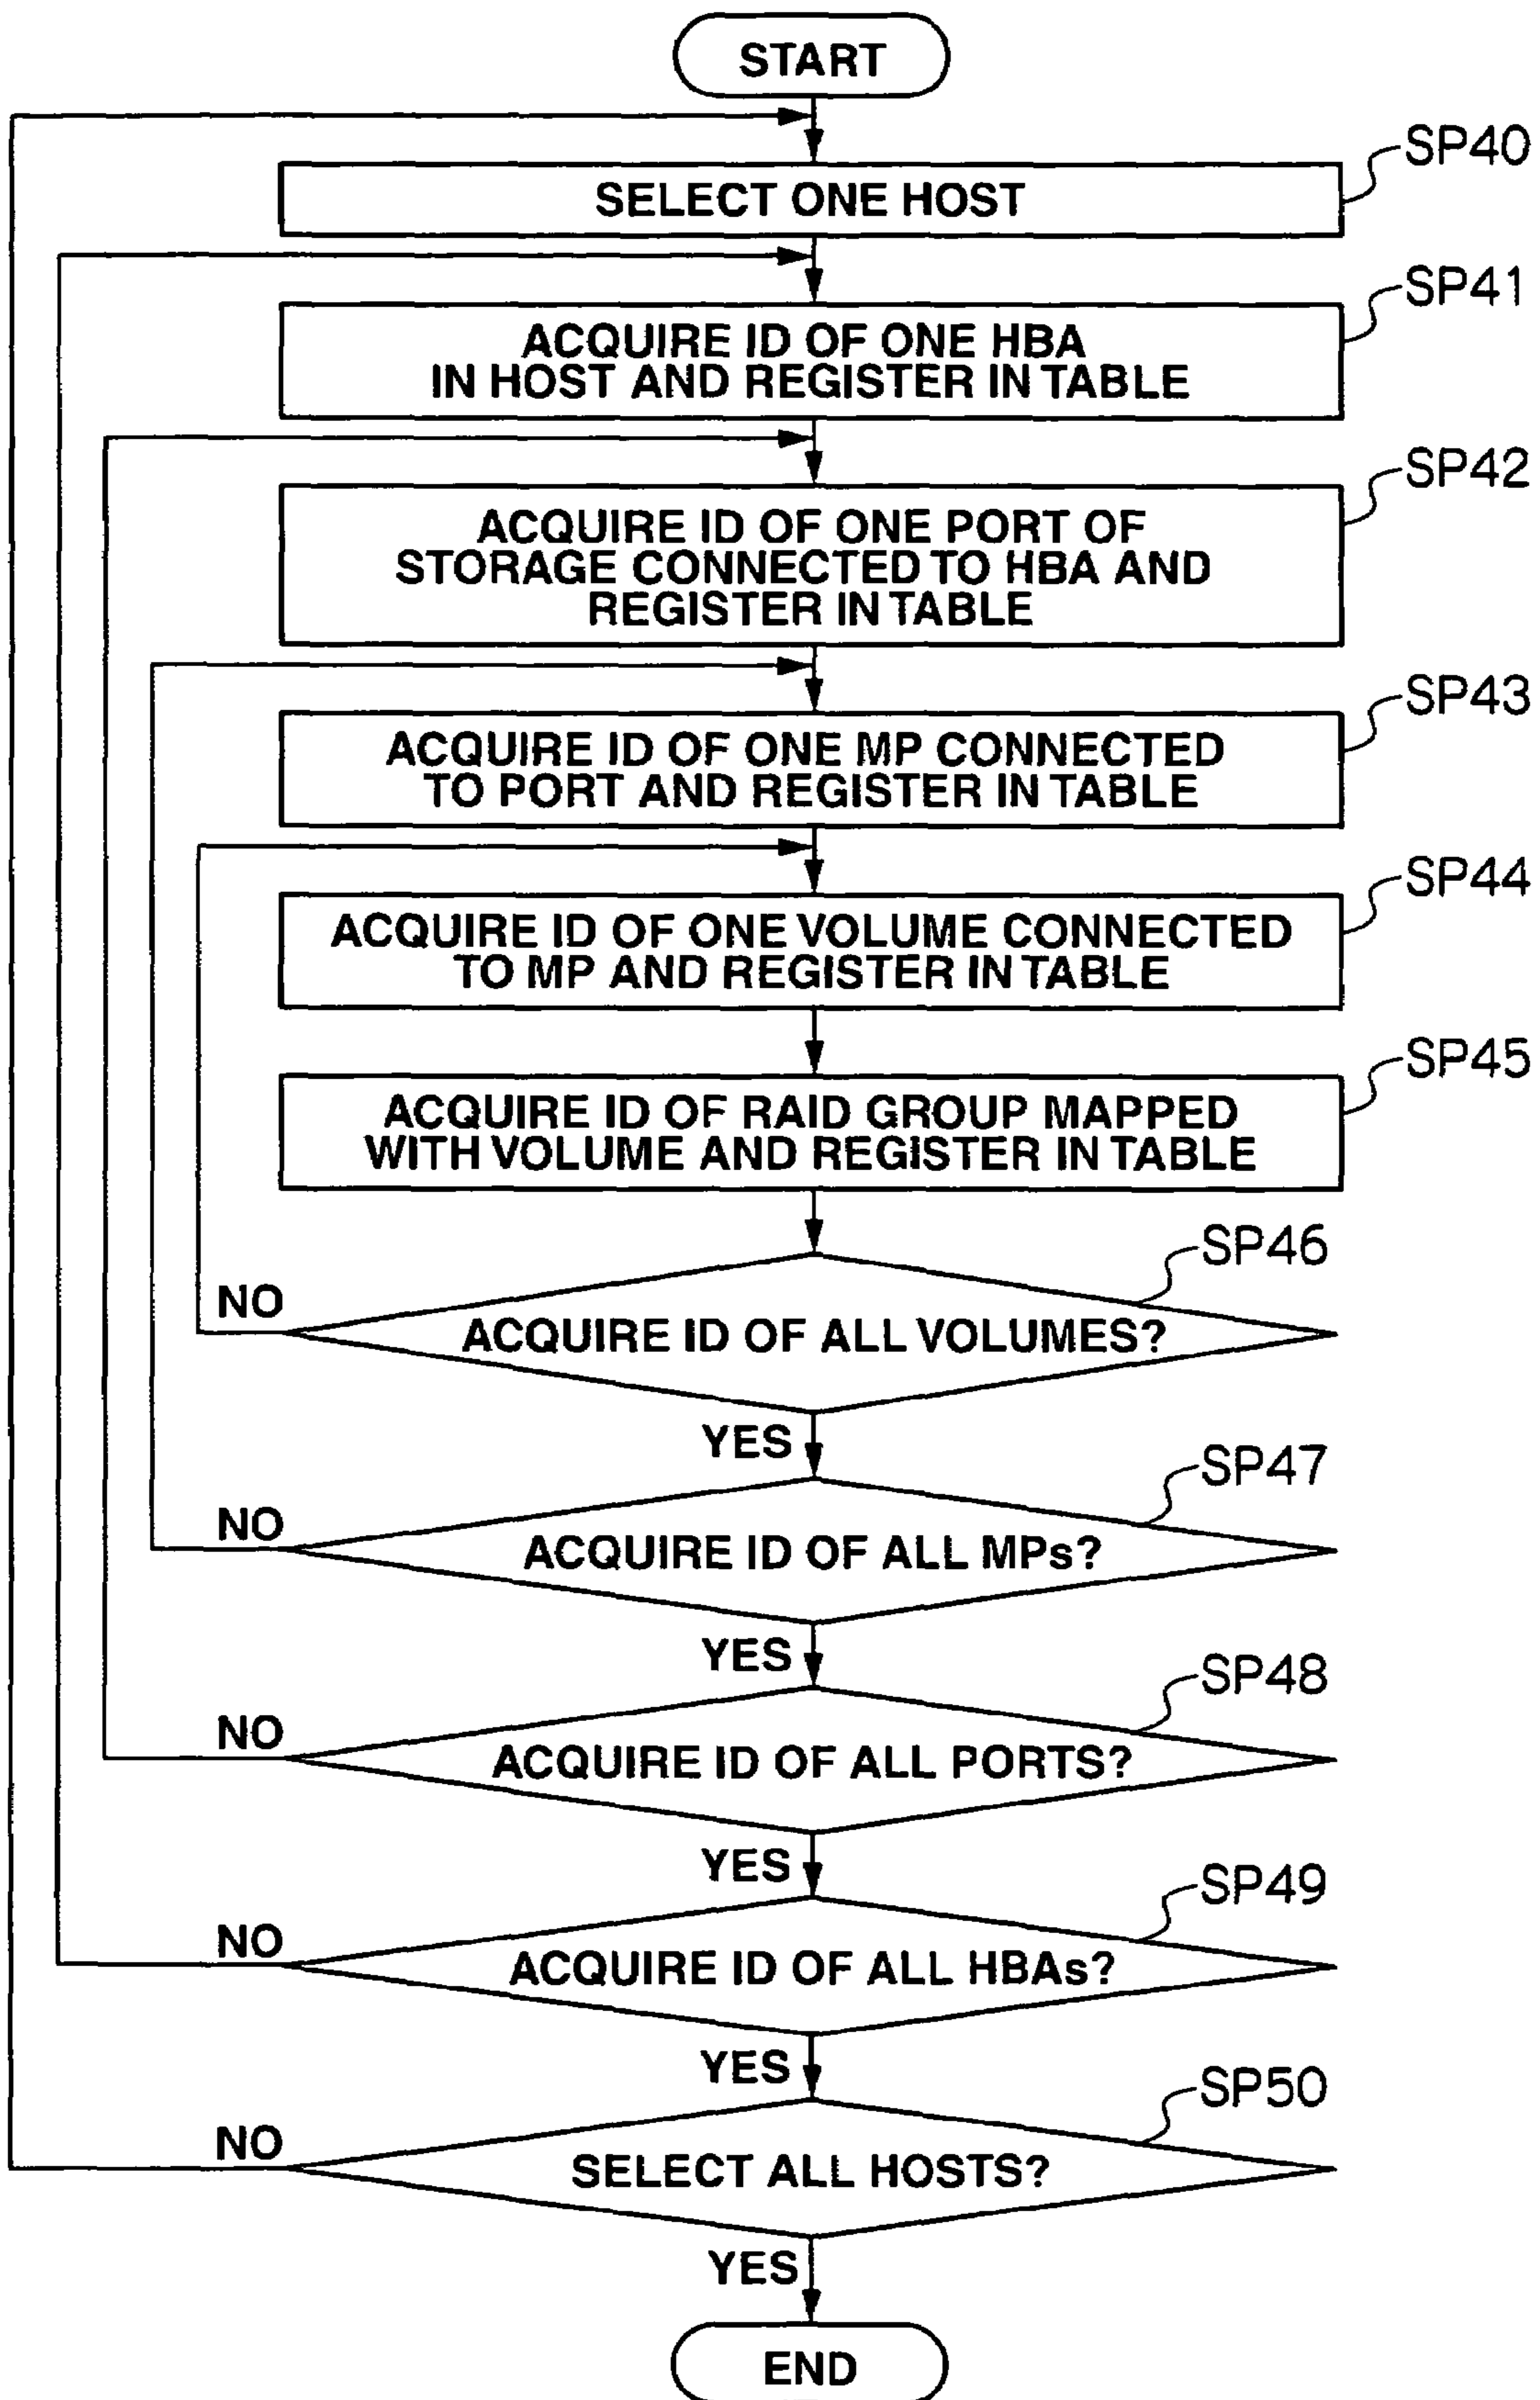 START
SP40
SELECT ONE HOST
SP41
ACQUIRE ID OF ONE HBA
IN HOST AND REGISTER IN TABLE
SP42
ACQUIRE ID OF ONE PORT OF
STORAGE CONNECTED TO HBA AND
REGISTER IN TABLE
SP43
ACQUIRE ID OF ONE MP CONNECTED
TO PORT AND REGISTER IN TABLE
SP44
ACQUIRE ID OF ONE VOLUME CONNECTED
TO MP AND REGISTER IN TABLE
SP45
ACQUIRE ID OF RAID GROUP MAPPED
WITH VOLUME AND REGISTER IN TABLE
SP46
NO
ACQUIRE ID OF ALL VOLUMES?
YES
SP47
NO
ACQUIRE ID OF ALL MPs?
YES
SP48
NO
ACQUIRE ID OF ALL PORTS?
YES
SP49
NO
ACQUIRE ID OF ALL HBAs?
YES
SP50
NO
SELECT ALL HOSTS?
YES
END